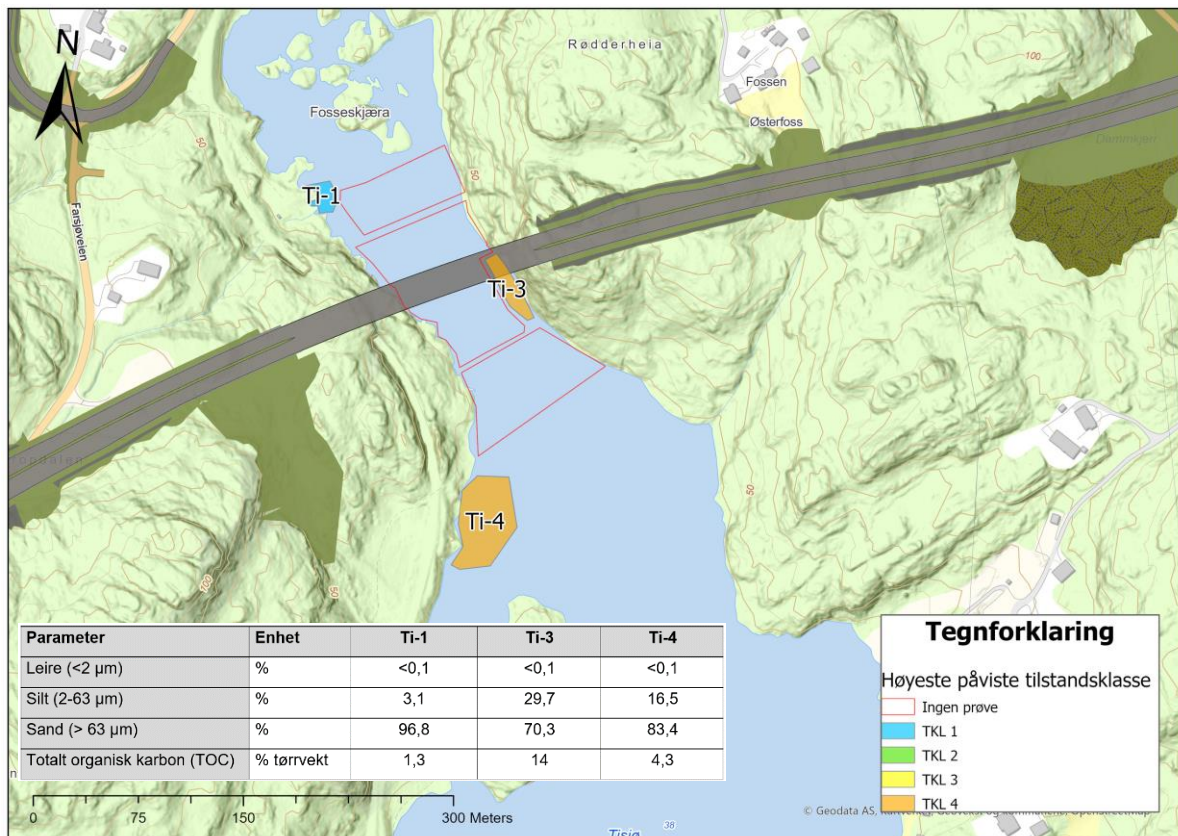 N
Rødderheia
100
Fossen
Østerfoss
Fosseskjæra
50
50
Ti-1
Farsjøveien
Ti-3
Ti-4
50
100
50
Parameter Enhet Ti-1 Ti-3 Ti-4
Leire (<2 µm) % <0,1 <0,1 <0,1
Silt (2-63 µm) % 3,1 29,7 16,5
Sand (> 63 µm) % 96,8 70,3 83,4
Totalt organisk karbon (TOC) % tørrvekt 1,3 14 4,3
Tegnforklaring
Høyeste påviste tilstandsklasse
Ingen prøve
TKL 1
TKL 2
TKL 3
TKL 4
0 75 150 300 Meters
© Geodata AS,
Tisjø
38